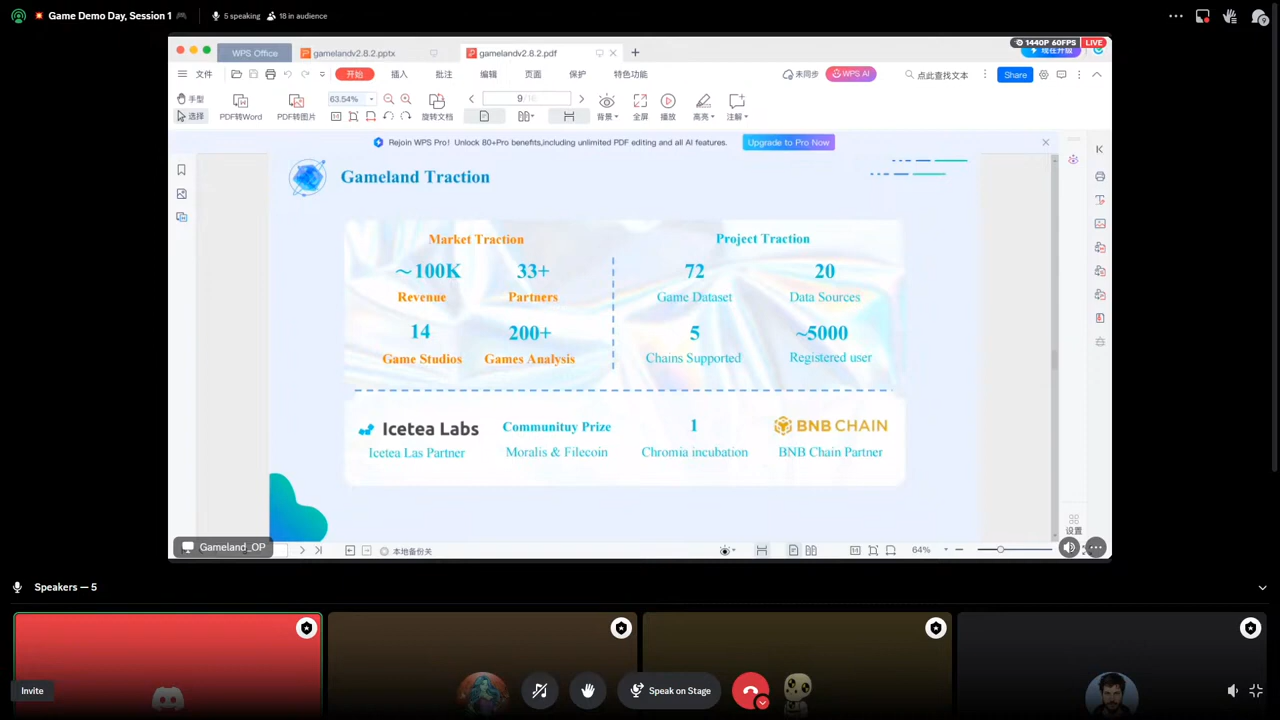 Game Demo Day, Session 1
5 speaking
18 in audience
9
1440P 60FPS
LIVE
WPS Office
gamelandv2.8.2.pptx
gamelandv2.8.2.pdf
文件
开始
插入
批注
编辑
页面
保护
特色功能
未同步
WPS AI
点此查找文本
Share
手型
选择
PDF转Word
PDF转图片
63.54%
旋转文档
9
背景
全屏
播放
高亮
注解
Rejoin WPS Pro! Unlock 80+Pro benefits,including unlimited PDF editing and all AI features.
Upgrade to Pro Now
Gameland Traction
Market Traction
Project Traction
～100K
33+
72
20
Revenue
Partners
Game Dataset
Data Sources
14
200+
5
~5000
Game Studios
Games Analysis
Chains Supported
Registered user
Icetea Labs
Communituy Prize
1
BNB CHAIN
Icetea Las Partner
Moralis & Filecoin
Chromia incubation
BNB Chain Partner
设置
Gameland_OP
本地备份关
64%
Speakers — 5
Invite
Speak on Stage